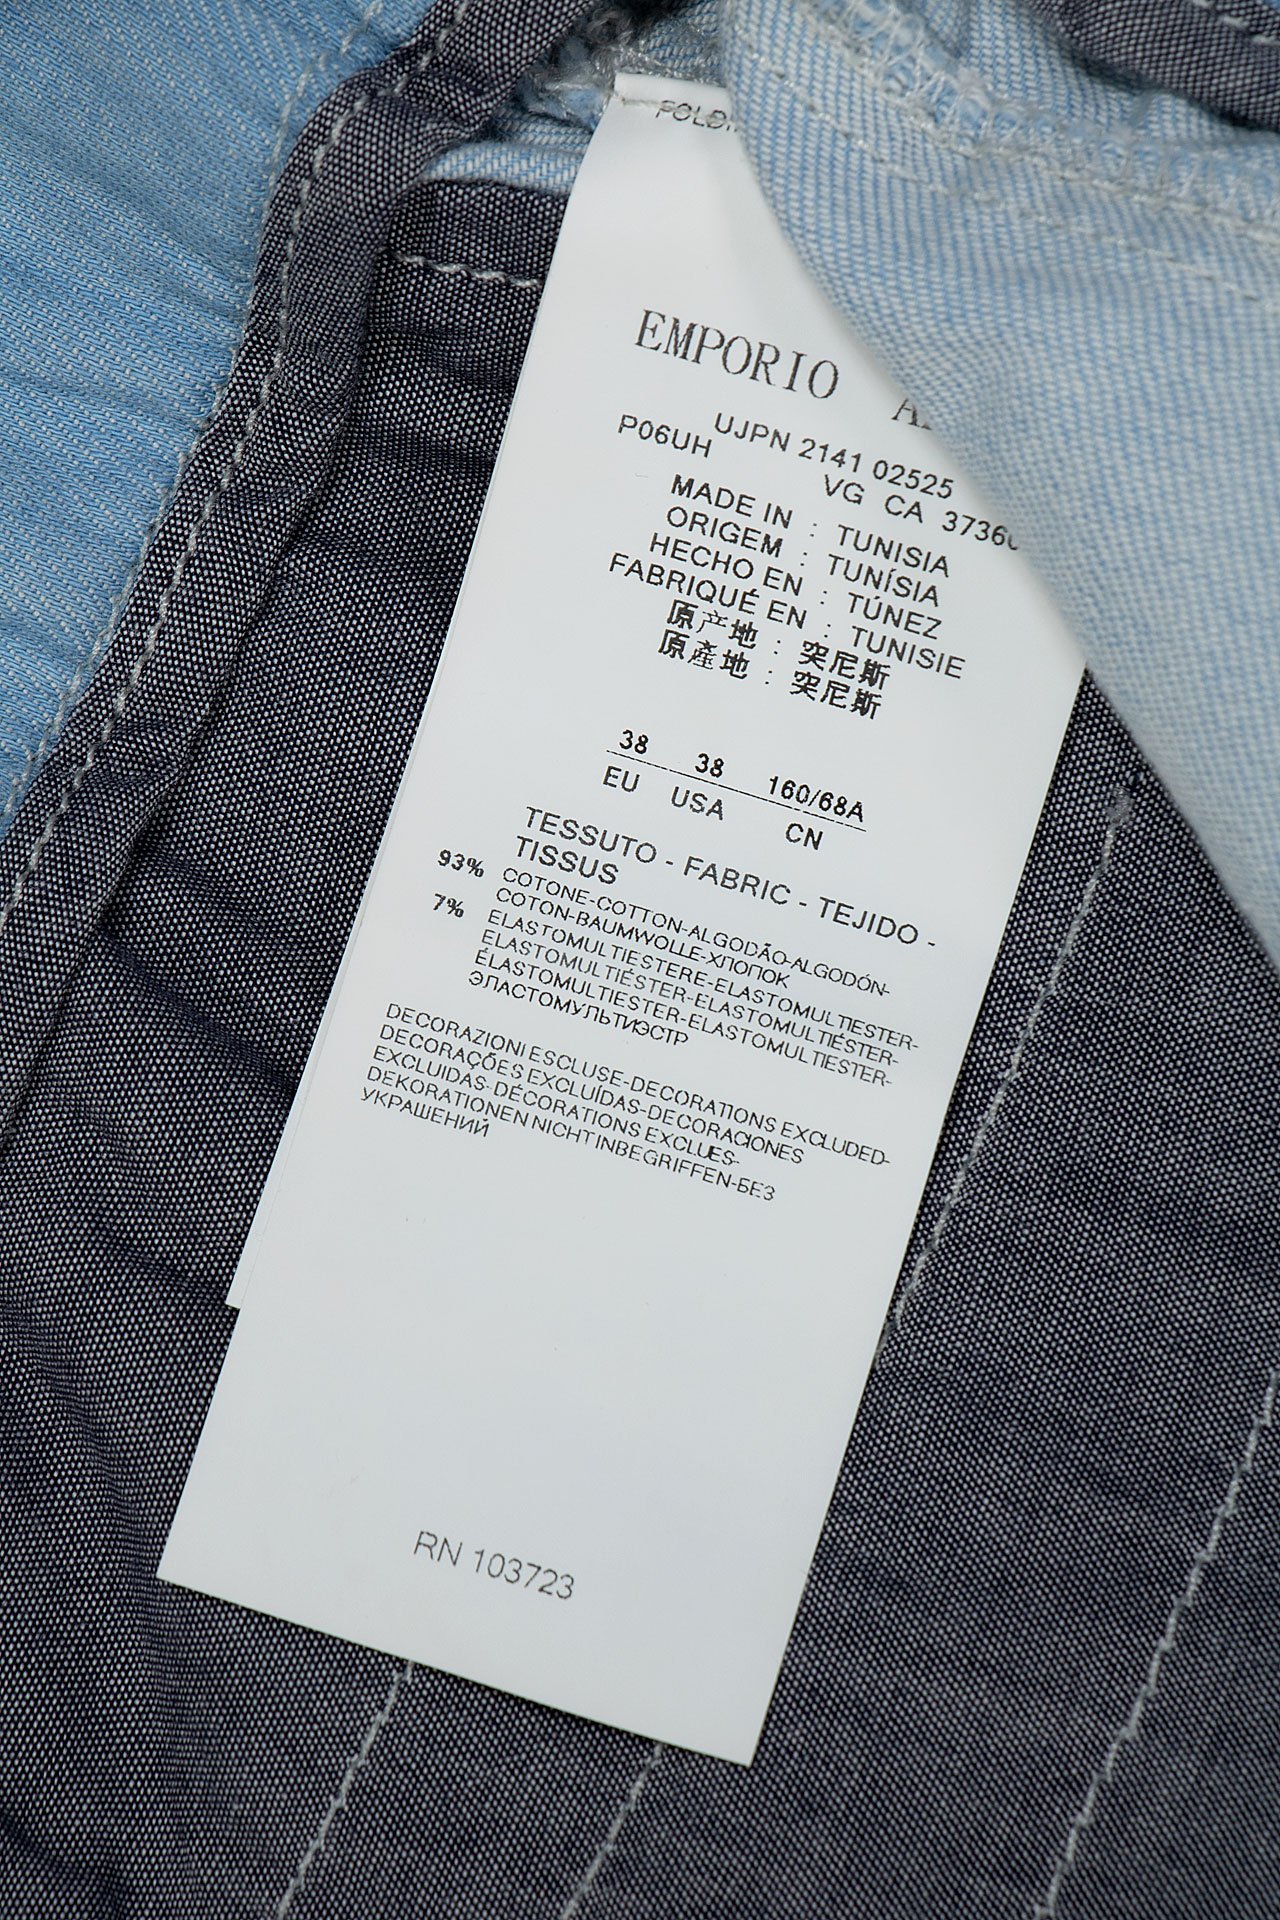 EMPORIO
UJPN 2141 02525
P06UH VG CA 3736
MADE IN : TUNISIA
ORIGEM : TUNÍSIA
HECHO EN : TÚNEZ
FABRIQUÉ EN : TUNISIE
原产地 : 突尼斯
原產地 : 突尼斯
38 38 160/68A
EU USA CN
TESSUTO - FABRIC - TEJIDO -
TISSUS
93% COTONE-COTTON-ALGODÃO-ALGODÓN-
COTON-BAUMWOLLE-ХЛОПОК
7% ELASTOMULTIESTERE-ELASTOMULTIESTER-
ELASTOMULTIÉSTER-ELASTOMULTIÉSTER-
ÉLASTOMULTIESTER-ELASTOMULTIESTER-
ЭЛАСТОМУЛЬТИЭСТР
DECORAZIONI ESCLUSE-DECORATIONS EXCLUDED-
DECORAÇÕES EXCLUÍDAS-DECORACIONES
EXCLUIDAS-DÉCORATIONS EXCLUES-
DEKORATIONEN NICHT INBEGRIFFEN-БЕЗ
УКРАШЕНИЙ
RN 103723